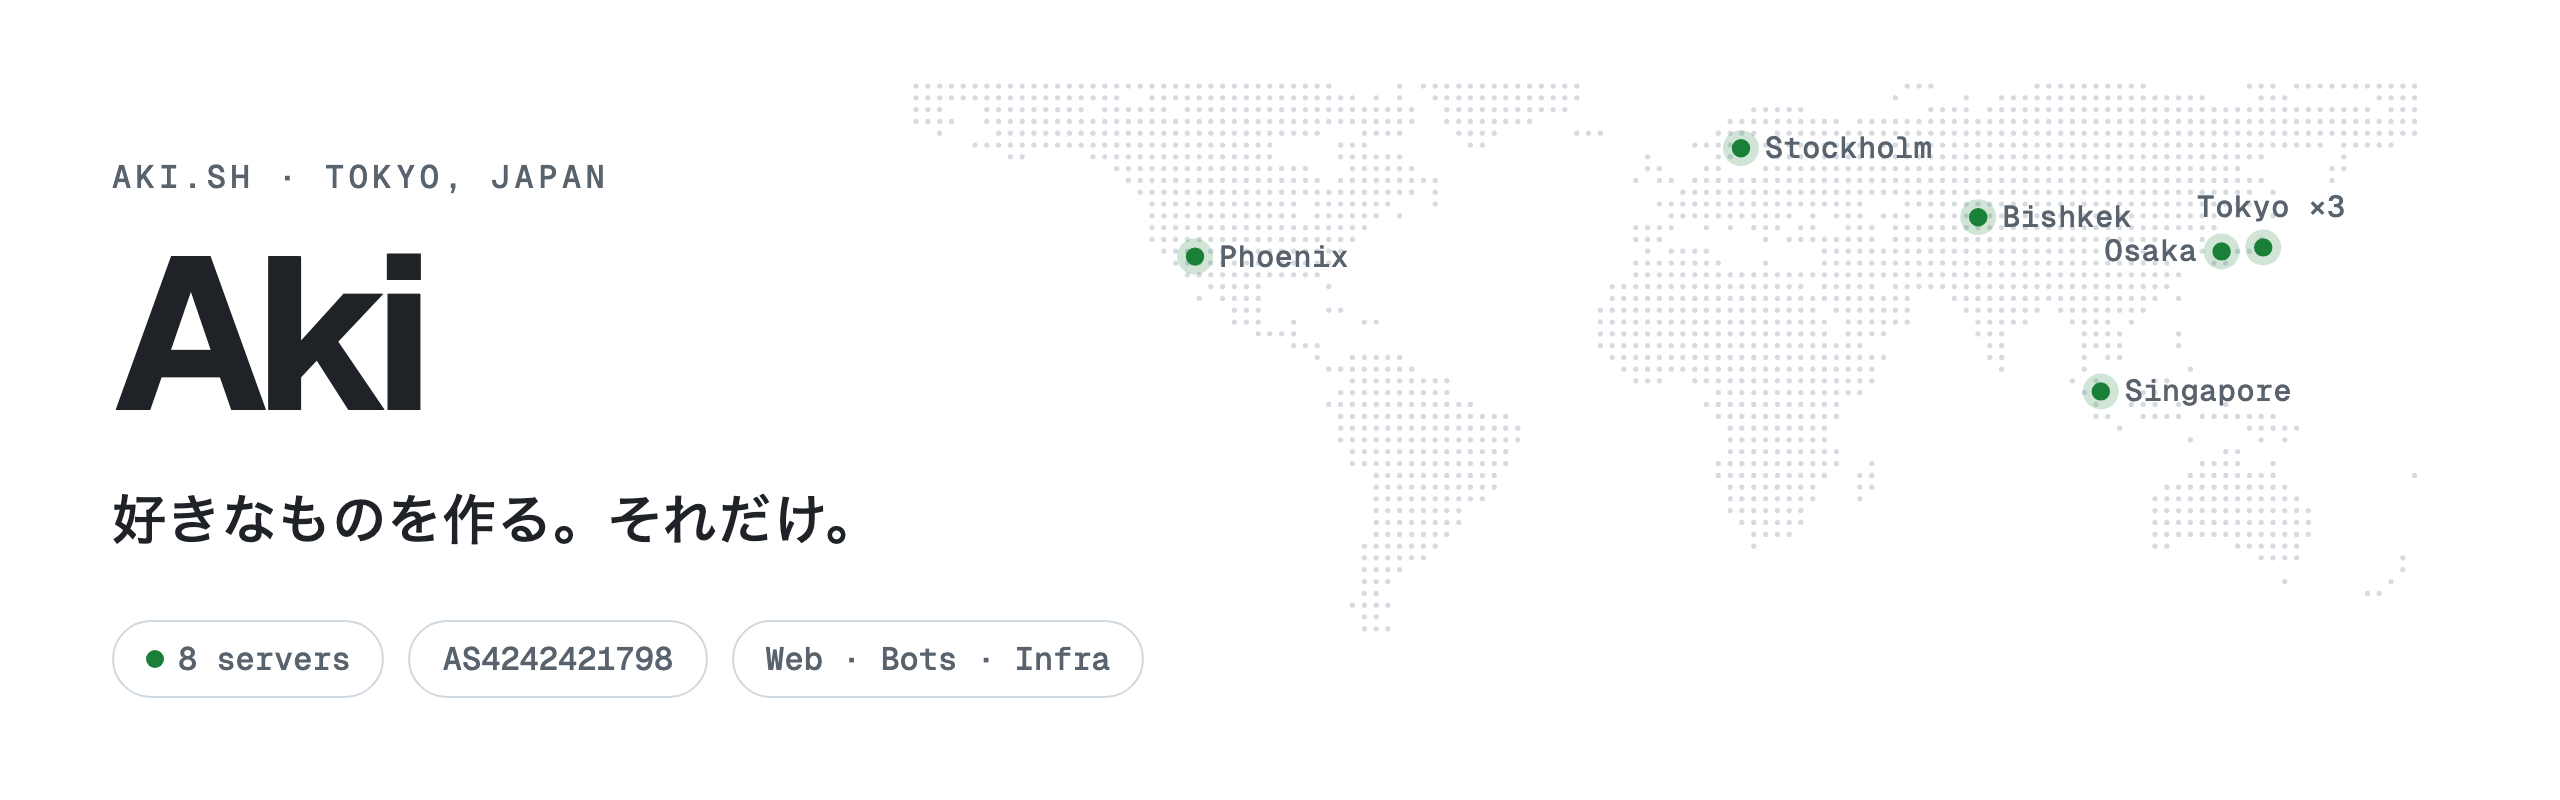 AKI.SH · TOKYO, JAPAN
Aki
好きなものを作る。それだけ。
8 servers
AS4242421798
Web · Bots · Infra
Stockholm
Bishkek
Tokyo ×3
Osaka
Phoenix
Singapore